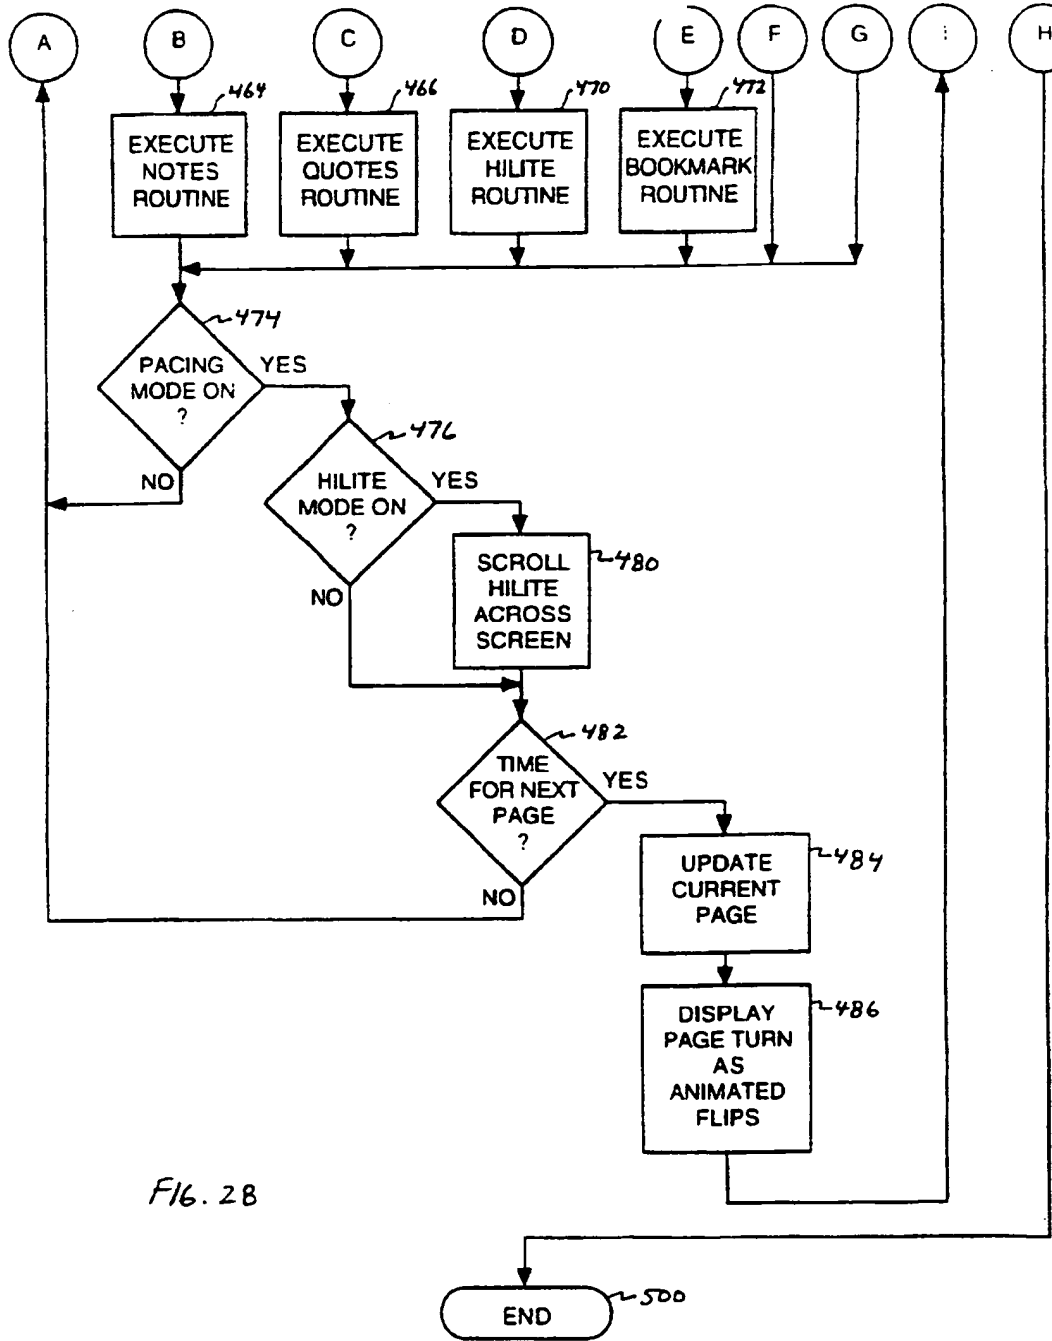 A
B
C
D
E
F
G
H
464
466
470
472
EXECUTE
NOTES
ROUTINE
EXECUTE
QUOTES
ROUTINE
EXECUTE
HILITE
ROUTINE
EXECUTE
BOOKMARK
ROUTINE
474
PACING
MODE ON
?
YES
NO
476
HILITE
MODE ON
?
YES
NO
480
SCROLL
HILITE
ACROSS
SCREEN
482
TIME
FOR NEXT
PAGE
?
YES
NO
484
UPDATE
CURRENT
PAGE
486
DISPLAY
PAGE TURN
AS
ANIMATED
FLIPS
FIG. 2B
END
500